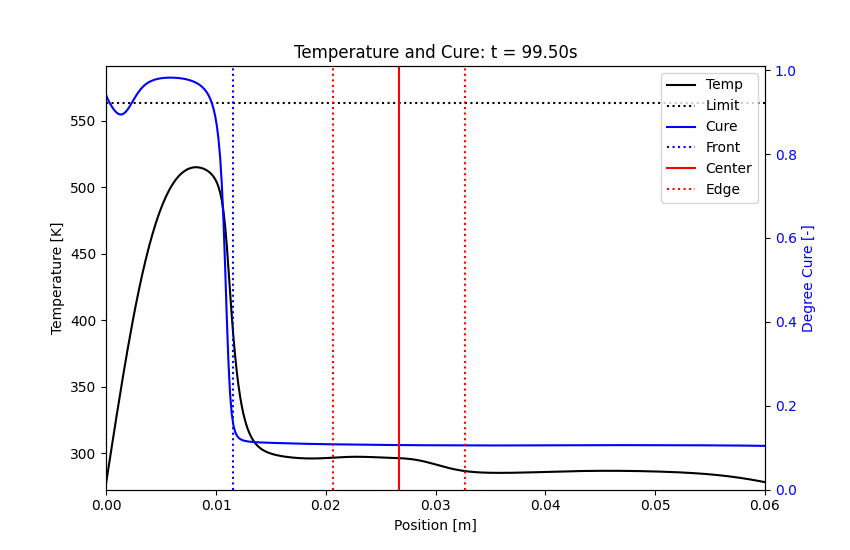 Temperature and Cure: t = 99.50s
Temperature [K]
550
500
450
400
350
300
Temp
Limit
Cure
Front
Center
Edge
1.0
0.8
0.6
0.4
0.2
0.0
Degree Cure [-]
0.00 0.01 0.02 0.03 0.04 0.05 0.06
Position [m]